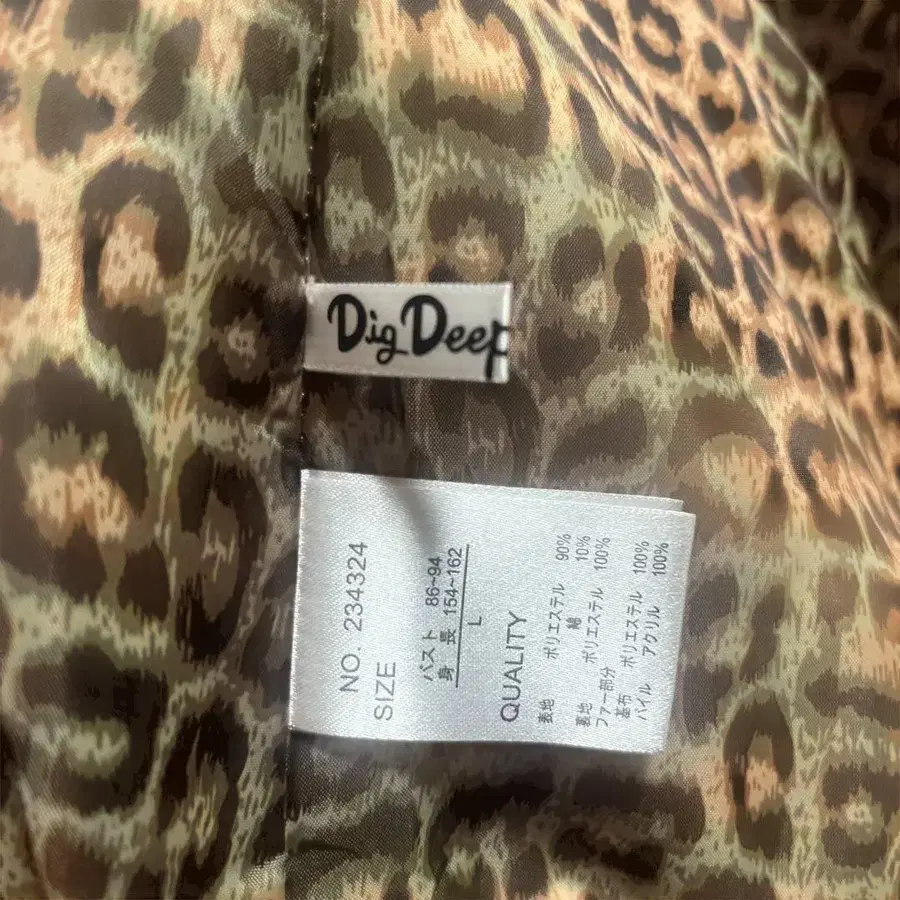 Dig Deep
NO. 234324
SIZE
バスト 86~94
身 長 154~162
L
QUALITY
表地 ポリエステル 90%
綿 10%
裏地 ポリエステル 100%
ファー部分
基布 ポリエステル 100%
パイル アクリル 100%